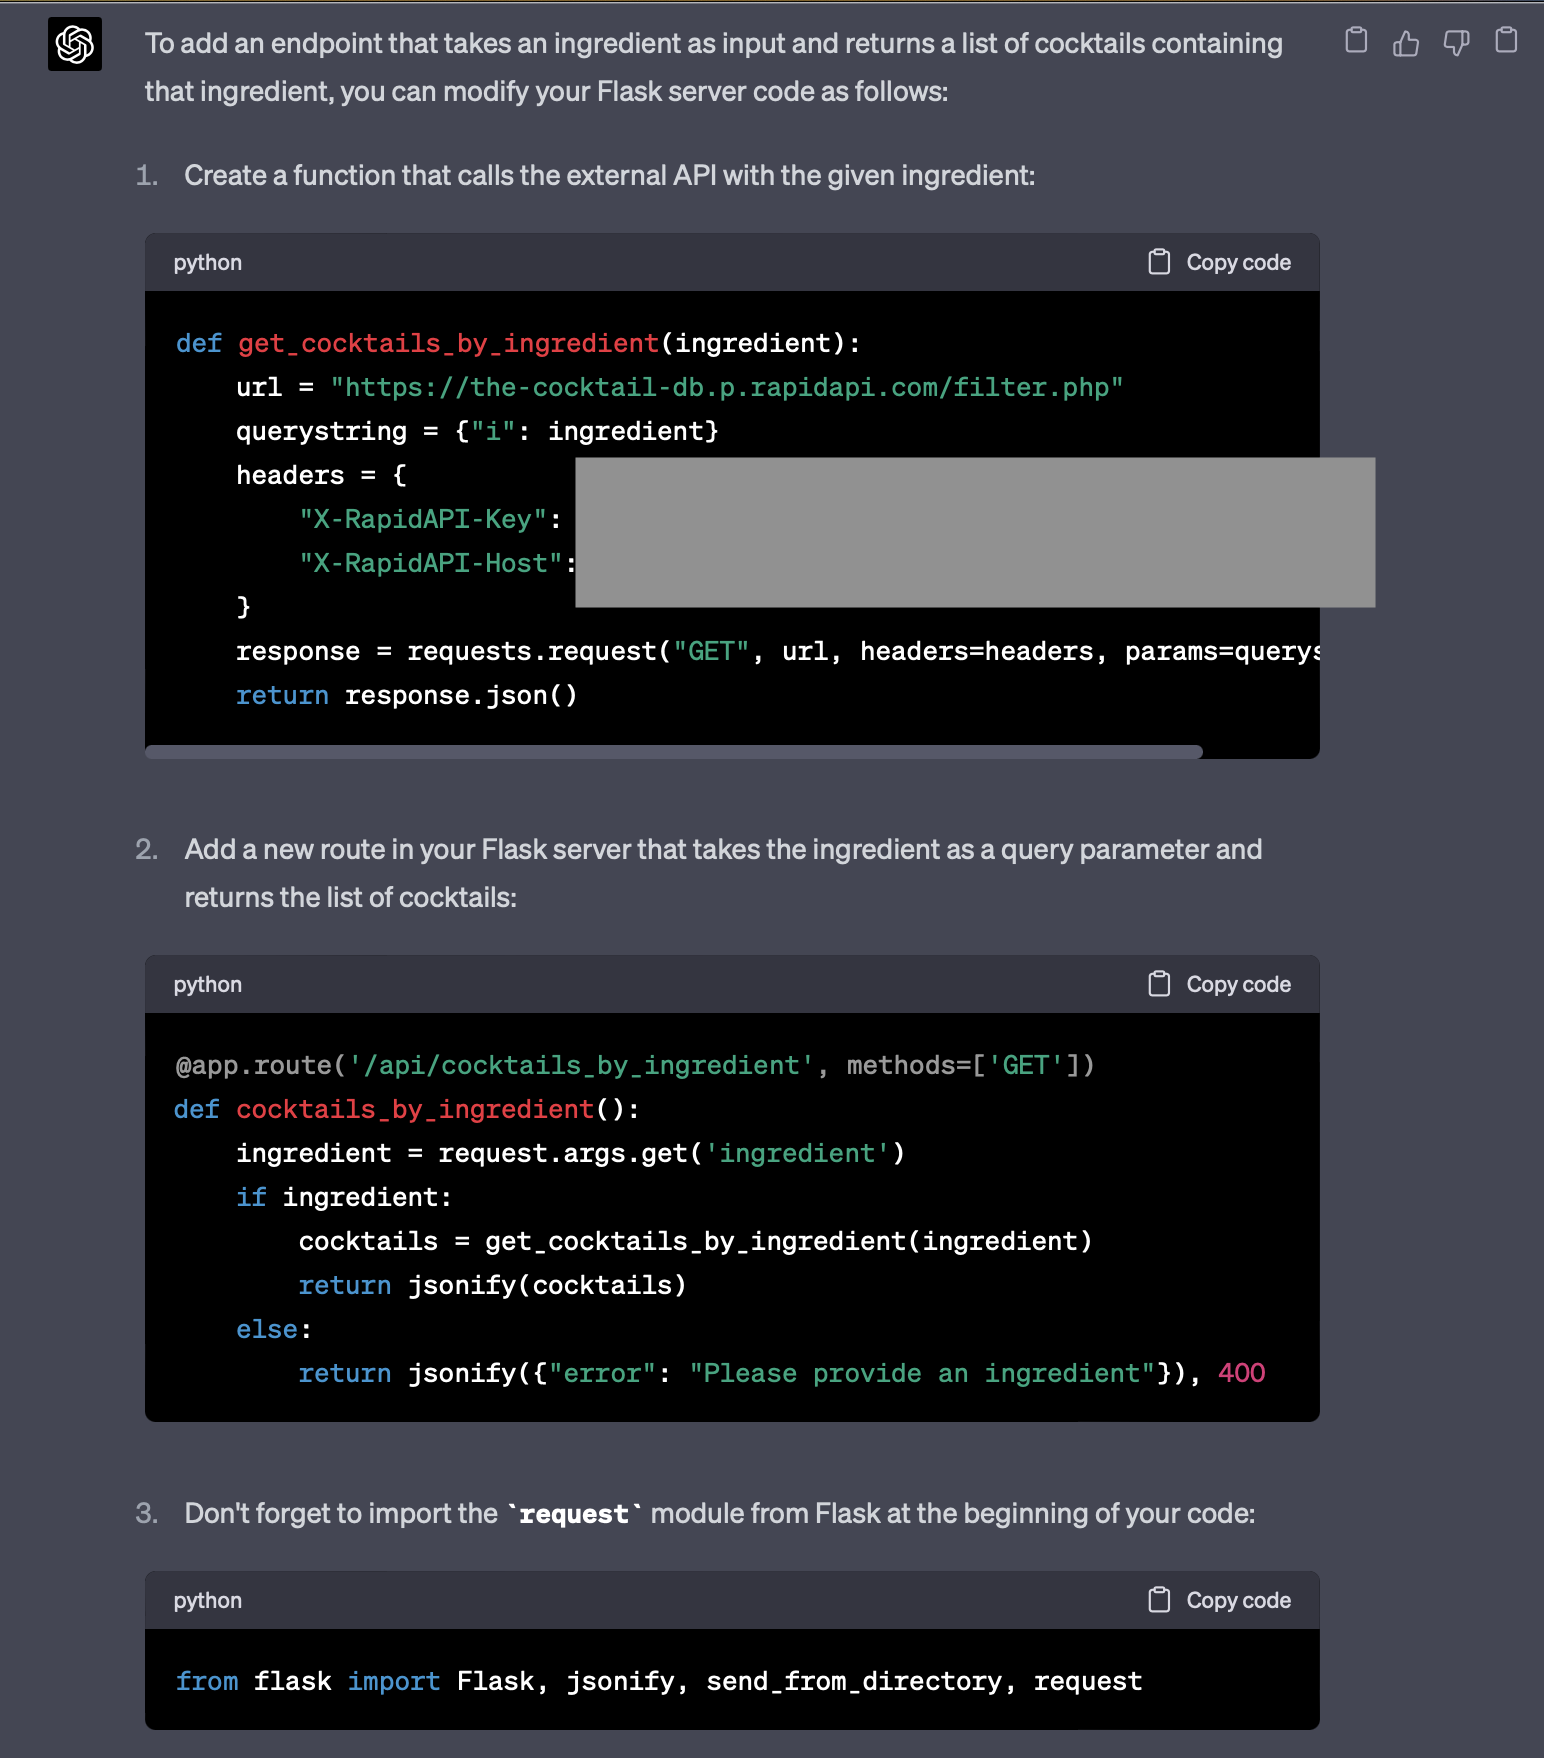 To add an endpoint that takes an ingredient as input and returns a list of cocktails containing
that ingredient, you can modify your Flask server code as follows:
1. Create a function that calls the external API with the given ingredient:
python Copy code
def get_cocktails_by_ingredient(ingredient):
    url = "https://the-cocktail-db.p.rapidapi.com/filter.php"
    querystring = {"i": ingredient}
    headers = {
        "X-RapidAPI-Key":
        "X-RapidAPI-Host":
    }
    response = requests.request("GET", url, headers=headers, params=querys
    return response.json()
2. Add a new route in your Flask server that takes the ingredient as a query parameter and
returns the list of cocktails:
python Copy code
@app.route('/api/cocktails_by_ingredient', methods=['GET'])
def cocktails_by_ingredient():
    ingredient = request.args.get('ingredient')
    if ingredient:
        cocktails = get_cocktails_by_ingredient(ingredient)
        return jsonify(cocktails)
    else:
        return jsonify({"error": "Please provide an ingredient"}), 400
3. Don't forget to import the `request` module from Flask at the beginning of your code:
python Copy code
from flask import Flask, jsonify, send_from_directory, request